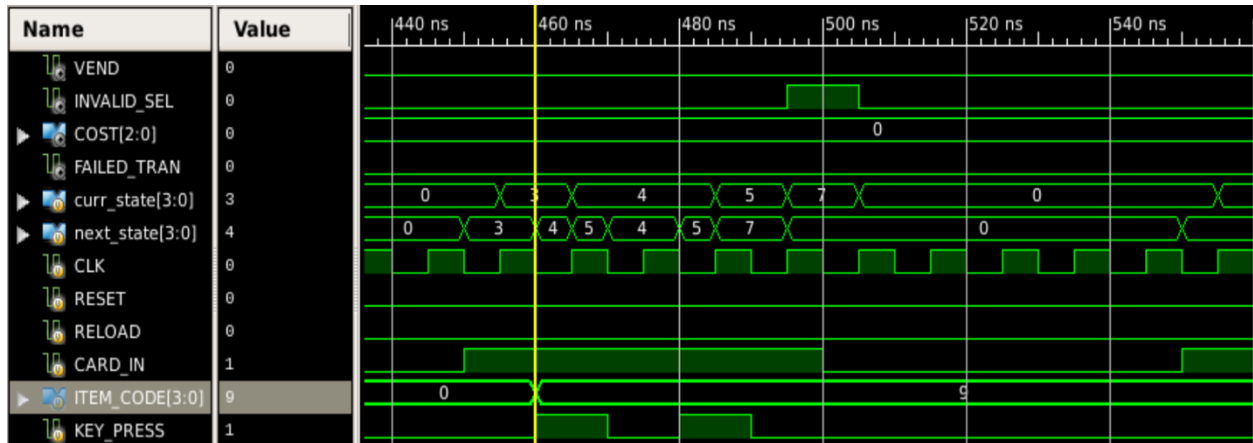 Name Value 440 ns 460 ns 480 ns 500 ns 520 ns 540 ns
VEND 0
INVALID_SEL 0
COST[2:0] 0 0
FAILED_TRAN 0
curr_state[3:0] 3 0 3 4 5 7 0
next_state[3:0] 4 0 3 4 5 4 5 7 0
CLK 0
RESET 0
RELOAD 0
CARD_IN 1
ITEM_CODE[3:0] 9 0 9
KEY_PRESS 1